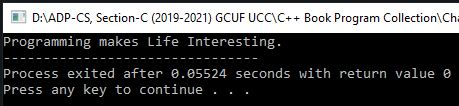 D:\ADP-CS, Section-C (2019-2021) GCUF UCC\C++ Book Program Collection\Cha
Programming makes Life Interesting.
--------------------------------
Process exited after 0.05524 seconds with return value 0
Press any key to continue . . .